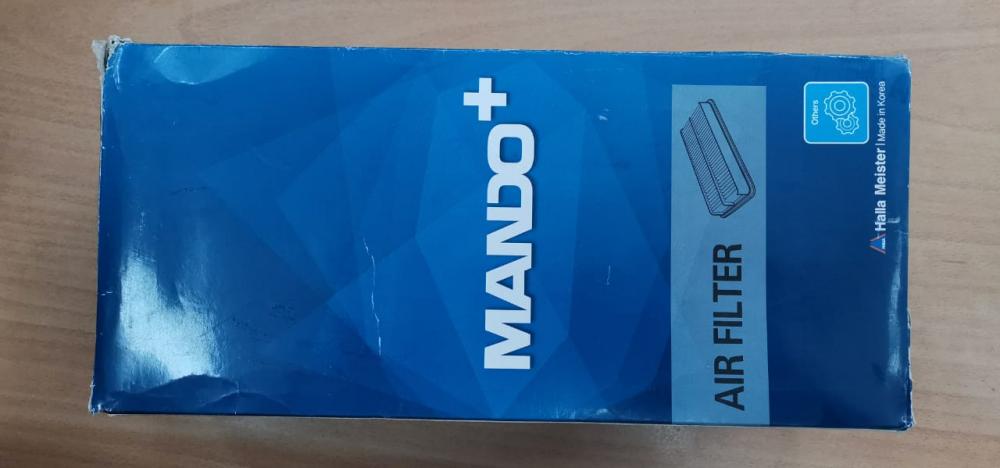 MANDO+
AIR FILTER
Others
Halla Meister | Made in Korea